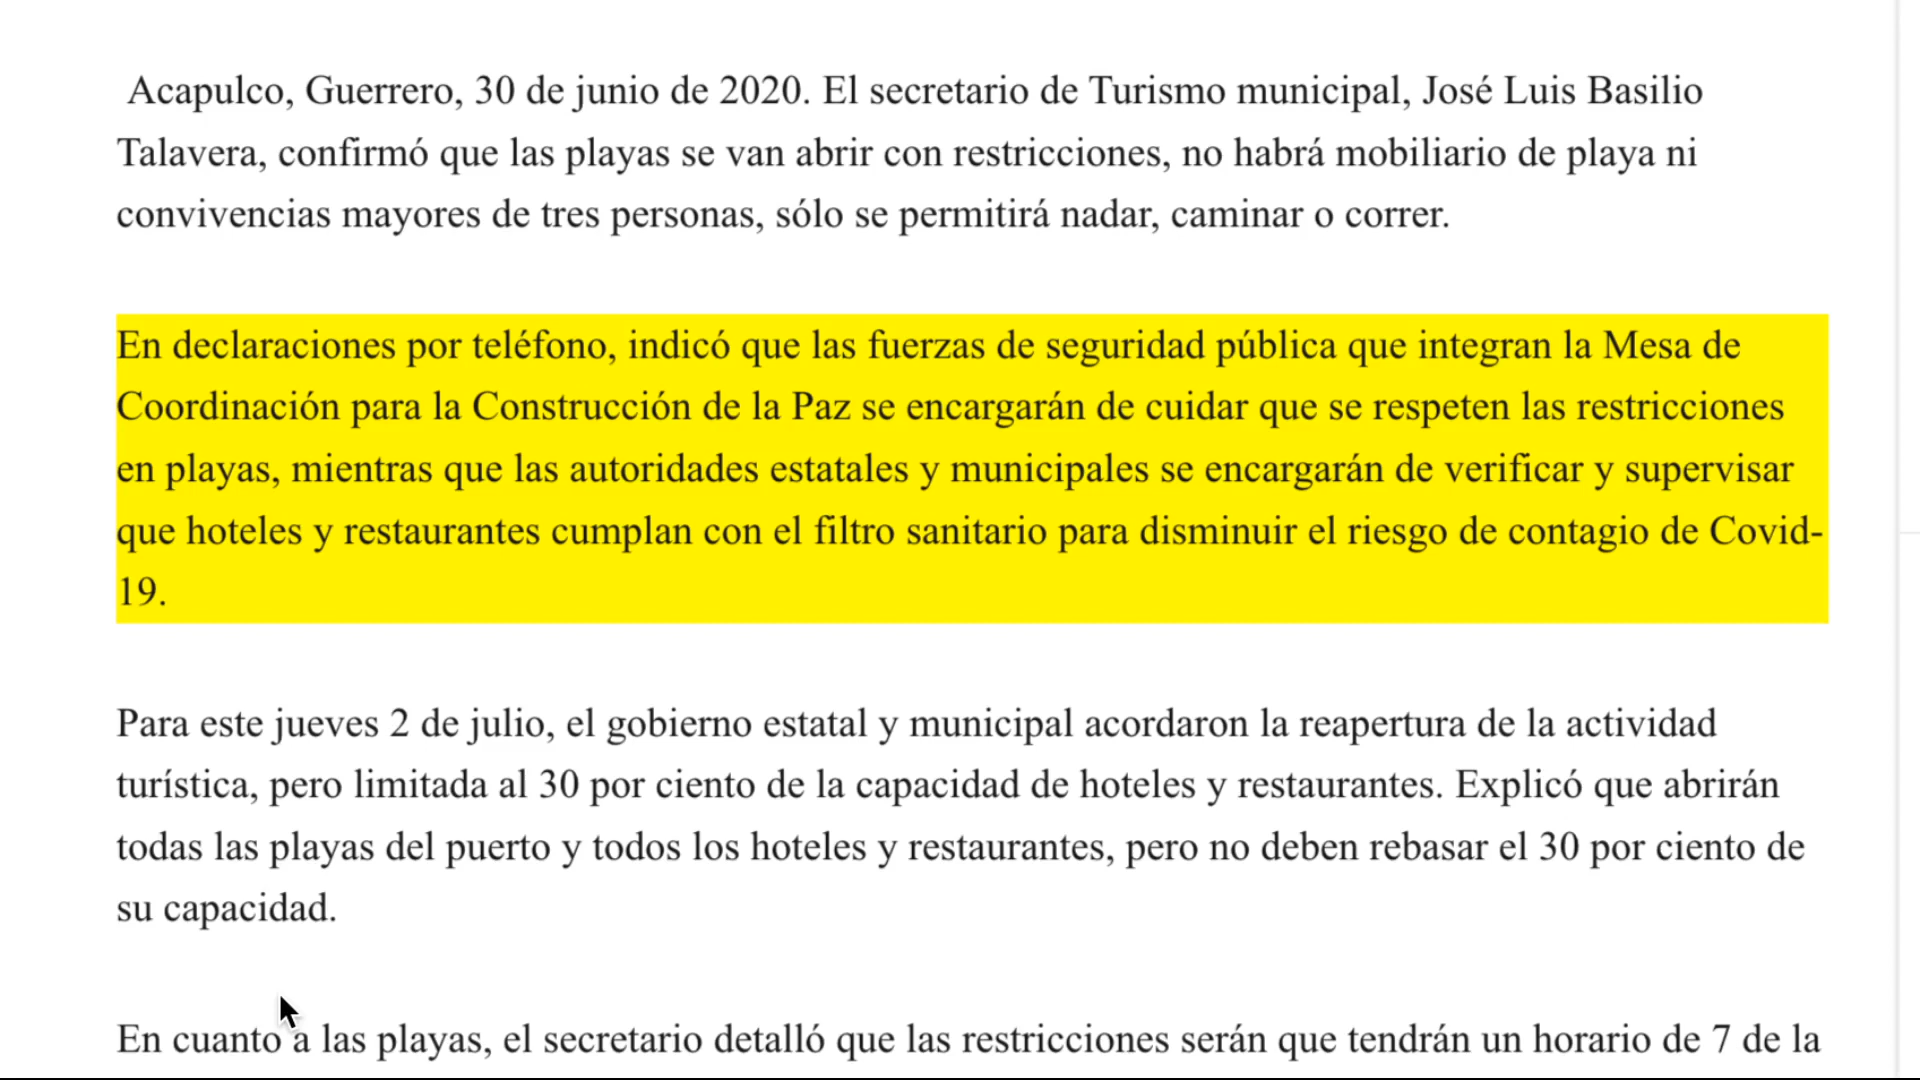 Acapulco, Guerrero, 30 de junio de 2020. El secretario de Turismo municipal, José Luis Basilio
Talavera, confirmó que las playas se van abrir con restricciones, no habrá mobiliario de playa ni
convivencias mayores de tres personas, sólo se permitirá nadar, caminar o correr.
En declaraciones por teléfono, indicó que las fuerzas de seguridad pública que integran la Mesa de
Coordinación para la Construcción de la Paz se encargarán de cuidar que se respeten las restricciones
en playas, mientras que las autoridades estatales y municipales se encargarán de verificar y supervisar
que hoteles y restaurantes cumplan con el filtro sanitario para disminuir el riesgo de contagio de Covid-
19.
Para este jueves 2 de julio, el gobierno estatal y municipal acordaron la reapertura de la actividad
turística, pero limitada al 30 por ciento de la capacidad de hoteles y restaurantes. Explicó que abrirán
todas las playas del puerto y todos los hoteles y restaurantes, pero no deben rebasar el 30 por ciento de
su capacidad.
En cuanto a las playas, el secretario detalló que las restricciones serán que tendrán un horario de 7 de la